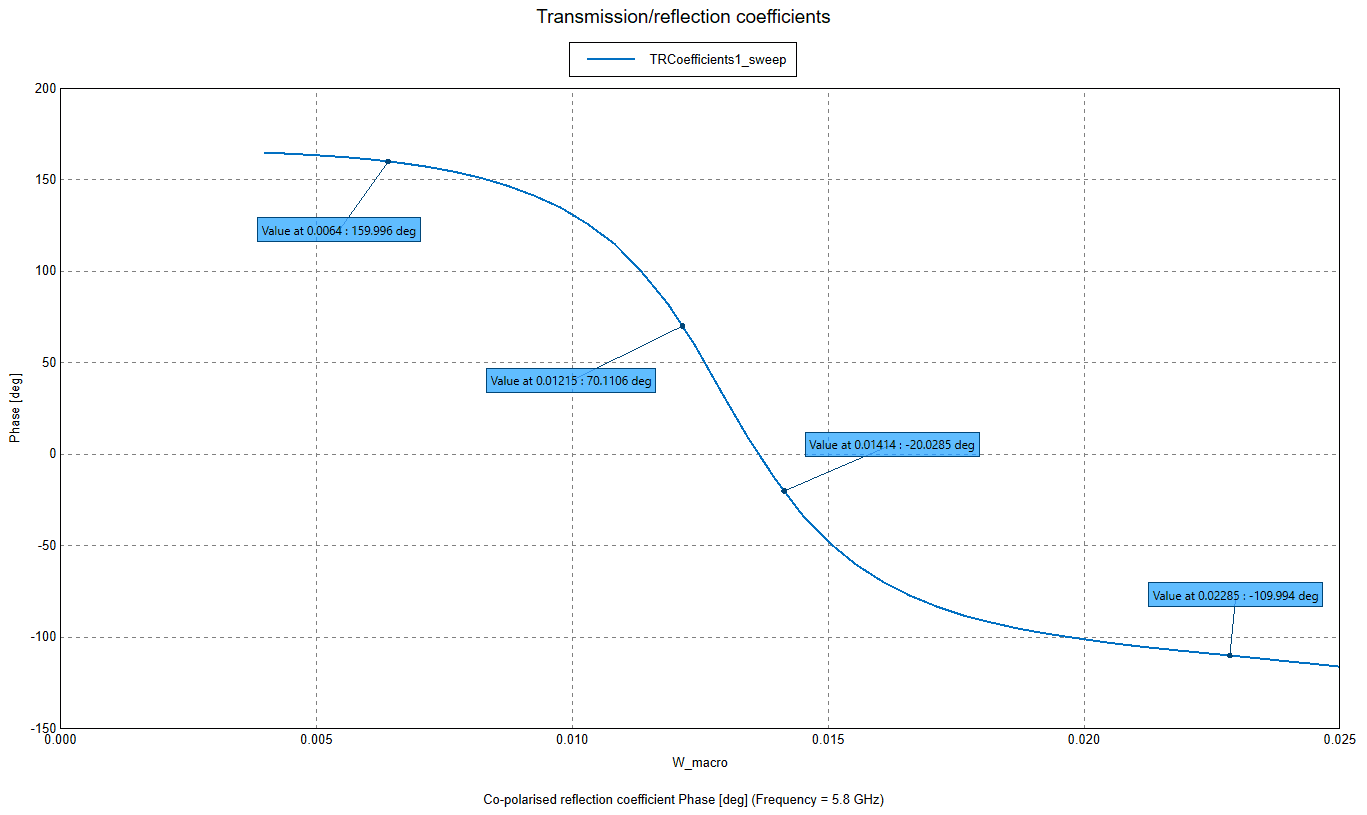 Transmission/reflection coefficients
TRCoefficients1_sweep
200
150
100
50
0
-50
-100
-150
Phase [deg]
Value at 0.0064 : 159.996 deg
Value at 0.01215 : 70.1106 deg
Value at 0.01414 : -20.0285 deg
Value at 0.02285 : -109.994 deg
0.000 0.005 0.010 0.015 0.020 0.025
W_macro
Co-polarised reflection coefficient Phase [deg] (Frequency = 5.8 GHz)